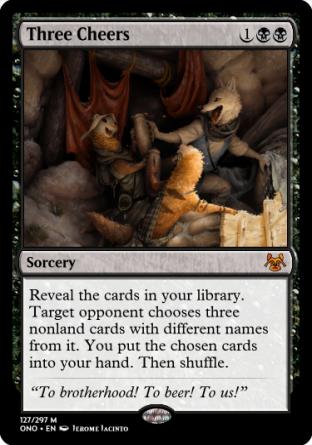 Three Cheers 1
Sorcery
Reveal the cards in your library.
Target opponent chooses three
nonland cards with different names
from it. You put the chosen cards
into your hand. Then shuffle.
“To brotherhood! To beer! To us!”
127/297 M
ONO • EN Jerome Jacinto